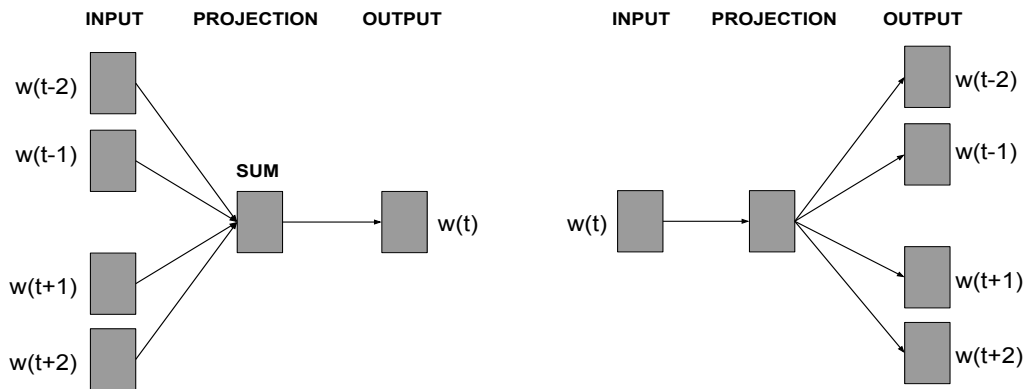 INPUT PROJECTION OUTPUT
w(t-2)
w(t-1)
SUM
w(t)
w(t+1)
w(t+2)
INPUT PROJECTION OUTPUT
w(t-2)
w(t-1)
w(t)
w(t+1)
w(t+2)